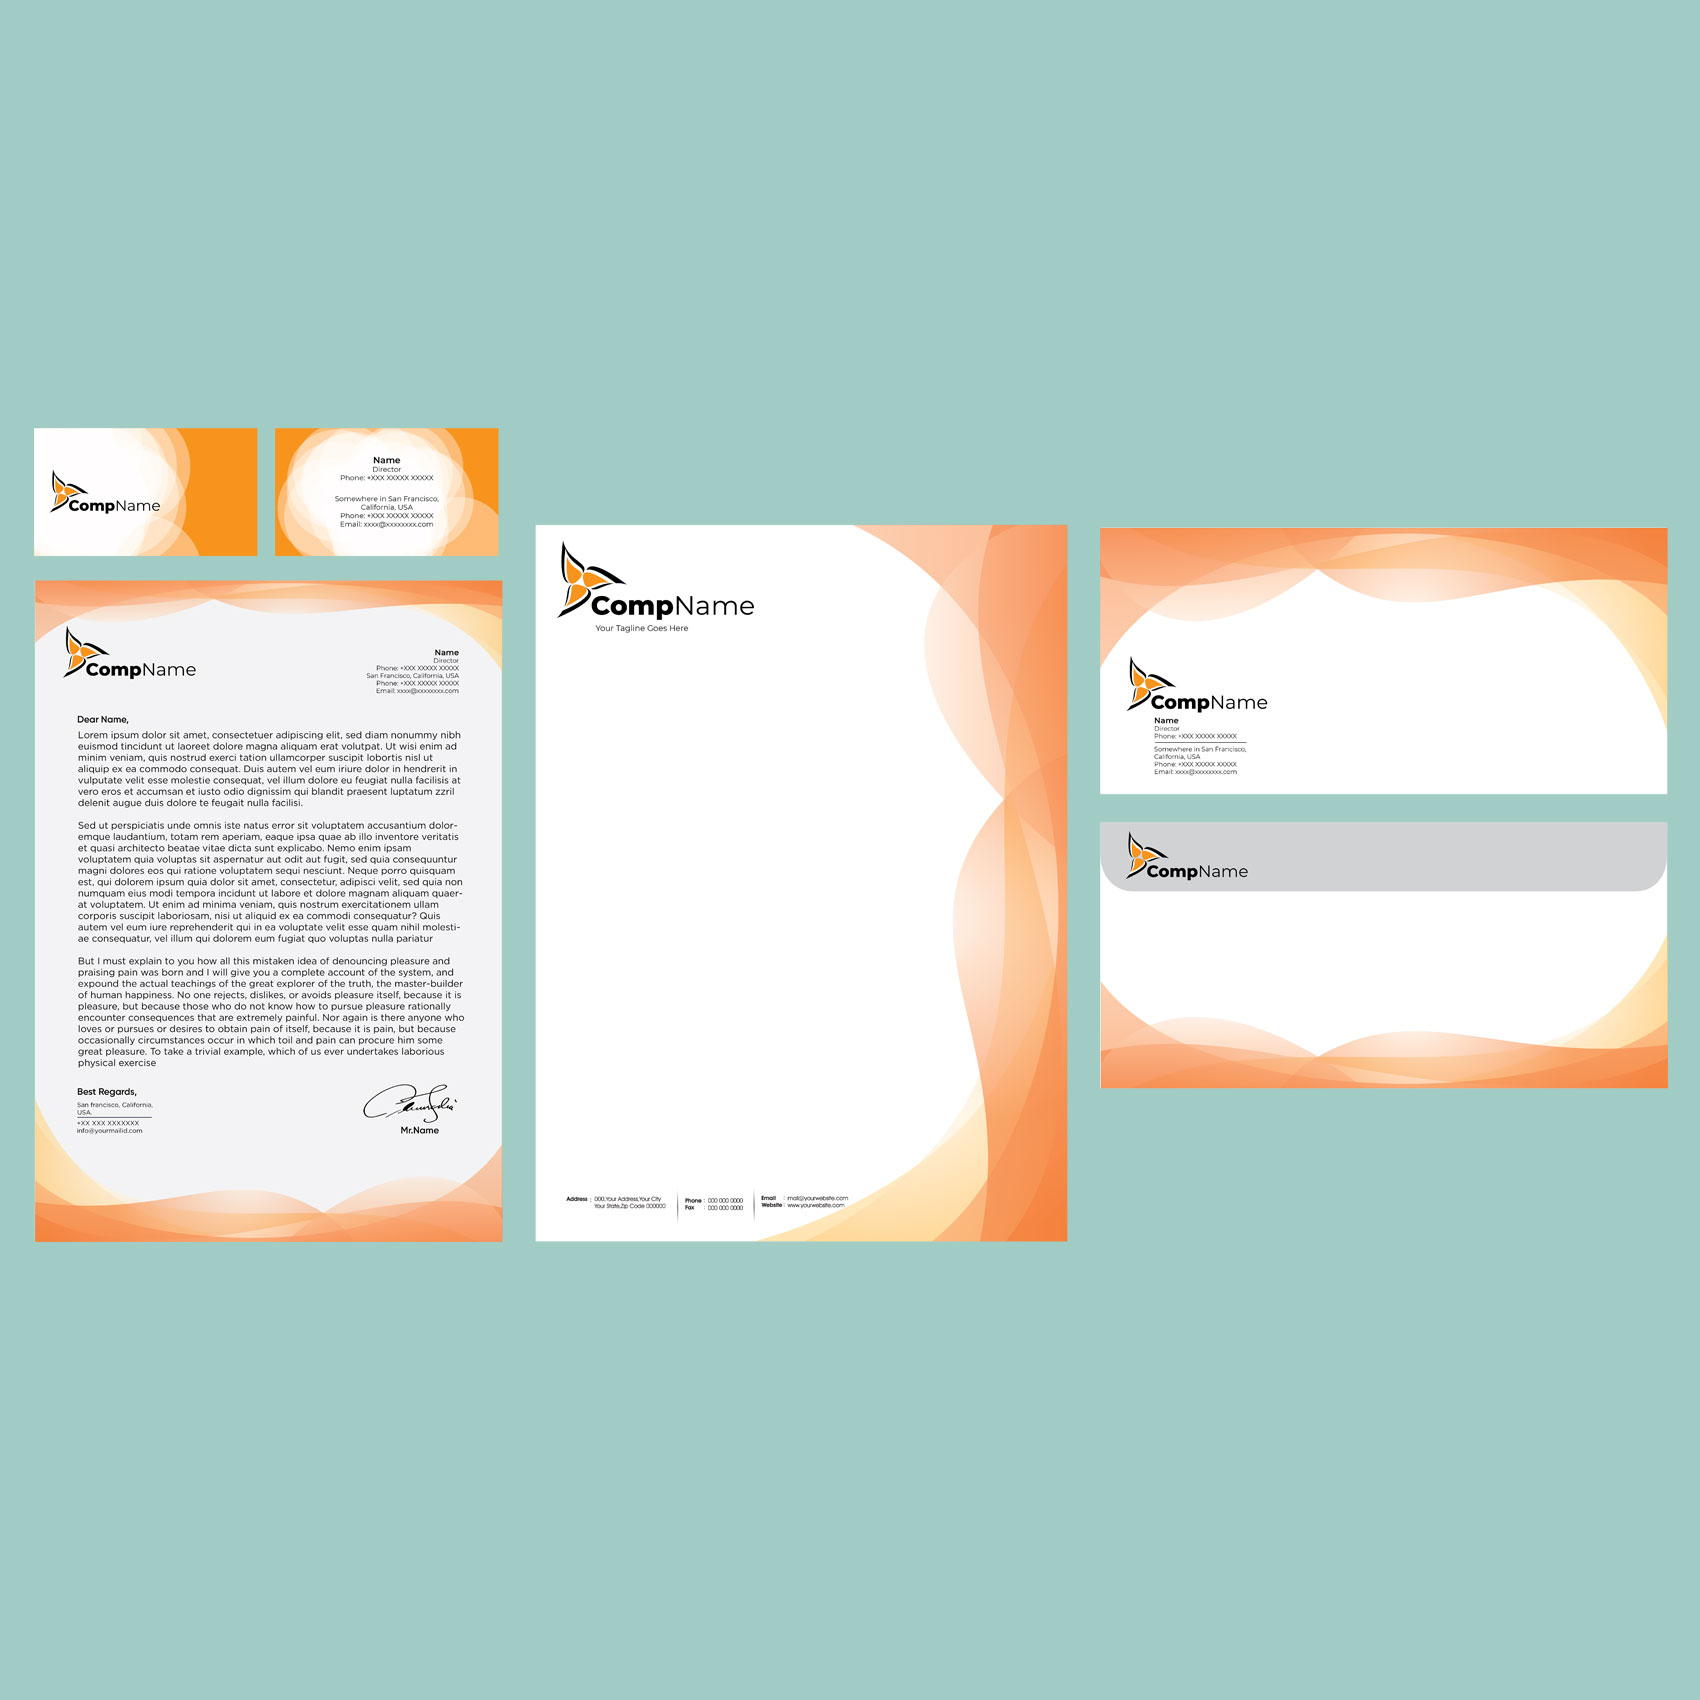 CompName
Name
Director
Phone: +XXX XXXXX XXXXX
Somewhere in San Francisco,
California, USA
Phone: +XXX XXXXX XXXXX
Email: xxxx@xxxxxxxx.com
CompName
Name
Director
Phone: +XXX XXXXX XXXXX
San Francisco, California, USA
Phone: +XXX XXXXX XXXXX
Email: xxxx@xxxxxxxx.com
Dear Name,
Lorem ipsum dolor sit amet, consectetuer adipiscing elit, sed diam nonummy nibh
euismod tincidunt ut laoreet dolore magna aliquam erat volutpat. Ut wisi enim ad
minim veniam, quis nostrud exerci tation ullamcorper suscipit lobortis nisl ut
aliquip ex ea commodo consequat. Duis autem vel eum iriure dolor in hendrerit in
vulputate velit esse molestie consequat, vel illum dolore eu feugiat nulla facilisis at
vero eros et accumsan et iusto odio dignissim qui blandit praesent luptatum zzril
delenit augue duis dolore te feugait nulla facilisi.
Sed ut perspiciatis unde omnis iste natus error sit voluptatem accusantium dolor-
emque laudantium, totam rem aperiam, eaque ipsa quae ab illo inventore veritatis
et quasi architecto beatae vitae dicta sunt explicabo. Nemo enim ipsam
voluptatem quia voluptas sit aspernatur aut odit aut fugit, sed quia consequuntur
magni dolores eos qui ratione voluptatem sequi nesciunt. Neque porro quisquam
est, qui dolorem ipsum quia dolor sit amet, consectetur, adipisci velit, sed quia non
numquam eius modi tempora incidunt ut labore et dolore magnam aliquam quaer-
at voluptatem. Ut enim ad minima veniam, quis nostrum exercitationem ullam
corporis suscipit laboriosam, nisi ut aliquid ex ea commodi consequatur? Quis
autem vel eum iure reprehenderit qui in ea voluptate velit esse quam nihil molesti-
ae consequatur, vel illum qui dolorem eum fugiat quo voluptas nulla pariatur
But I must explain to you how all this mistaken idea of denouncing pleasure and
praising pain was born and I will give you a complete account of the system, and
expound the actual teachings of the great explorer of the truth, the master-builder
of human happiness. No one rejects, dislikes, or avoids pleasure itself, because it is
pleasure, but because those who do not know how to pursue pleasure rationally
encounter consequences that are extremely painful. Nor again is there anyone who
loves or pursues or desires to obtain pain of itself, because it is pain, but because
occasionally circumstances occur in which toil and pain can procure him some
great pleasure. To take a trivial example, which of us ever undertakes laborious
physical exercise
Best Regards,
San francisco, California,
USA.
+XX XXX XXXXXXX
info@yourmailid.com
Mr.Name
CompName
Your Tagline Goes Here
Address : 000,Your Address,Your City
Your State,Zip Code 000000
Phone : 000 000 0000
Fax : 000 000 0000
Email : mail@yourwebsite.com
Website : www.yourwebsite.com
CompName
Name
Director
Phone: +XXX XXXXX XXXXX
Somewhere in San Francisco,
California, USA
Phone: +XXX XXXXX XXXXX
Email: xxxx@xxxxxxxx.com
CompName